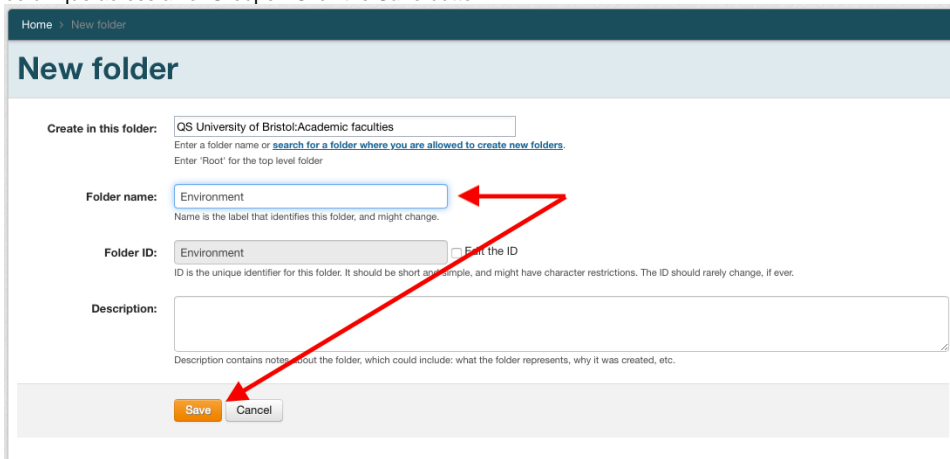 Home > New folder
New folder
Create in this folder: QS University of Bristol:Academic faculties
Enter a folder name or search for a folder where you are allowed to create new folders.
Enter 'Root' for the top level folder
Folder name: Environment
Name is the label that identifies this folder, and might change.
Folder ID: Environment Edit the ID
ID is the unique identifier for this folder. It should be short and simple, and might have character restrictions. The ID should rarely change, if ever.
Description:
Description contains notes about the folder, which could include: what the folder represents, why it was created, etc.
Save Cancel